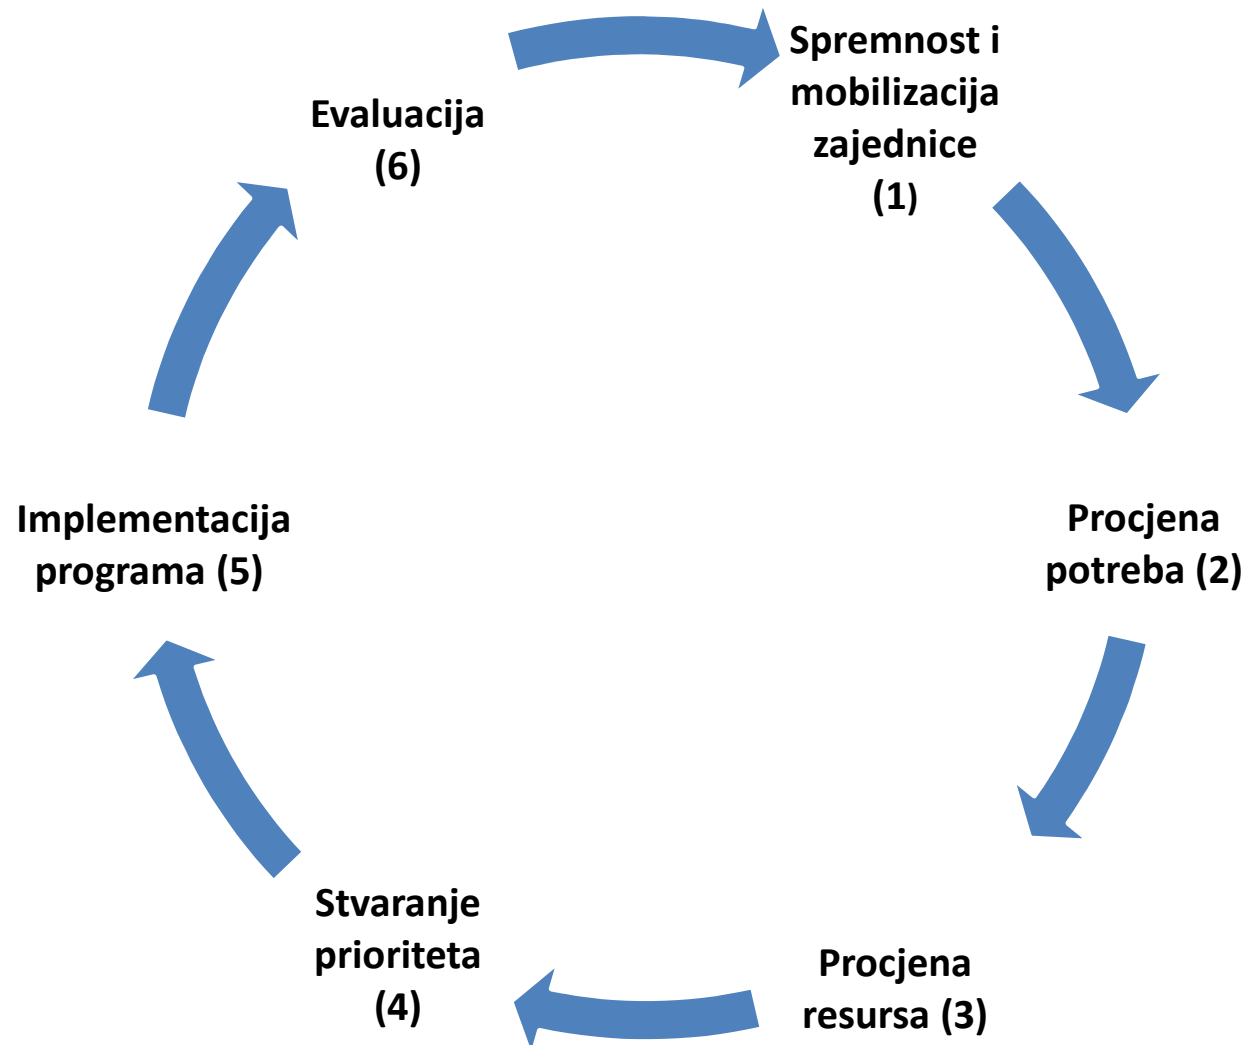 Spremnost i
mobilizacija
zajednice
(1)
Procjena
potreba (2)
Procjena
resursa (3)
Stvaranje
prioriteta
(4)
Implementacija
programa (5)
Evaluacija
(6)